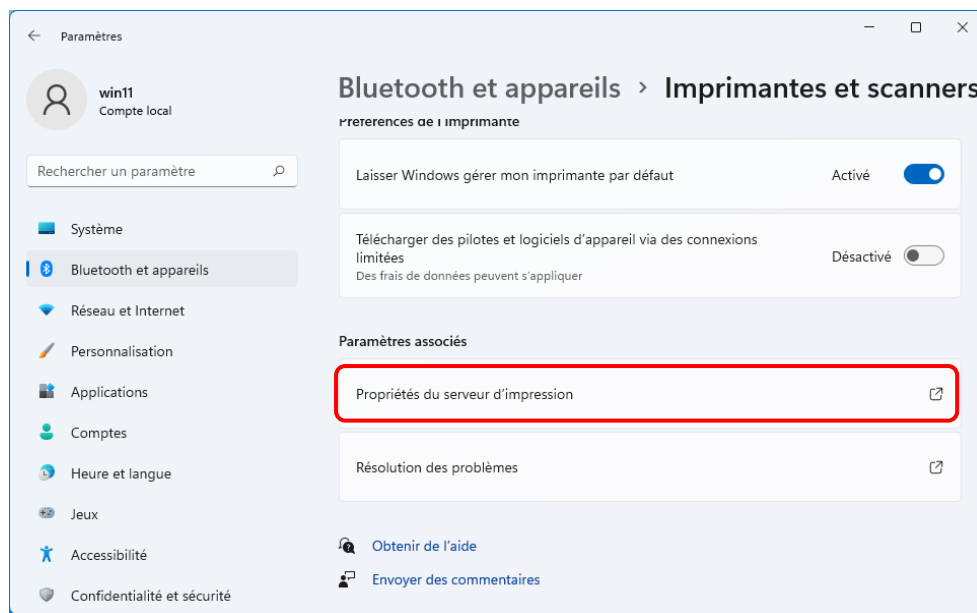 Paramètres
win11
Compte local
Rechercher un paramètre
Système
Bluetooth et appareils
Réseau et Internet
Personnalisation
Applications
Comptes
Heure et langue
Jeux
Accessibilité
Confidentialité et sécurité
Bluetooth et appareils > Imprimantes et scanners
Préférences de l'imprimante
Laisser Windows gérer mon imprimante par défaut
Activé
Télécharger des pilotes et logiciels d'appareil via des connexions
limitées
Des frais de données peuvent s'appliquer
Désactivé
Paramètres associés
Propriétés du serveur d'impression
Résolution des problèmes
Obtenir de l'aide
Envoyer des commentaires